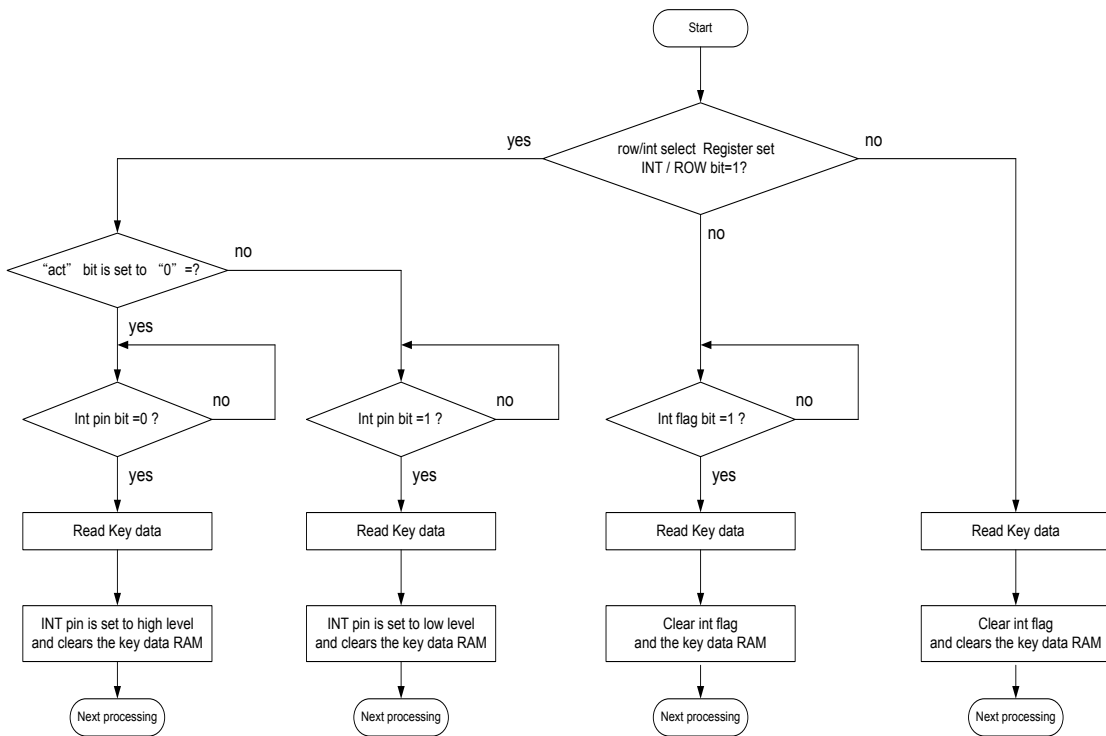 Start
row/int select Register set
INT / ROW bit=1?
yes
no
no
“act” bit is set to “0” =?
no
yes
Int pin bit =0 ?
no
Int pin bit =1 ?
no
Int flag bit =1 ?
no
yes
yes
yes
Read Key data
Read Key data
Read Key data
Read Key data
INT pin is set to high level
and clears the key data RAM
INT pin is set to low level
and clears the key data RAM
Clear int flag
and the key data RAM
Clear int flag
and clears the key data RAM
Next processing
Next processing
Next processing
Next processing